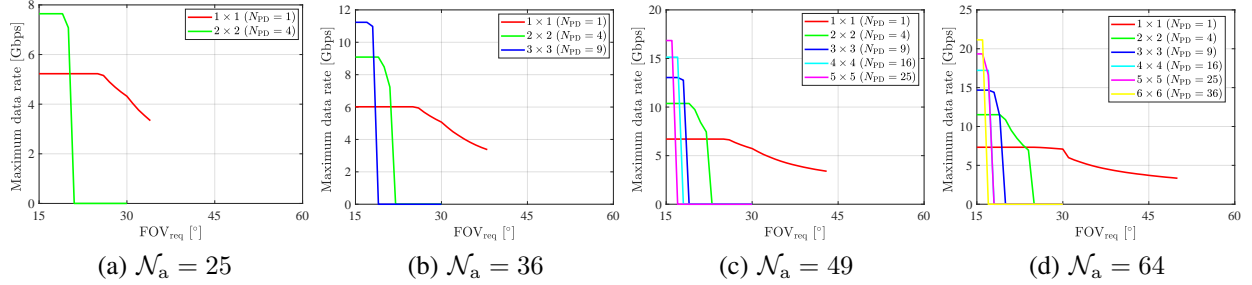 Maximum data rate [Gbps]
8
6
4
2
0
15 30 45 60
FOVreq [°]
1 × 1 (NPD = 1)
2 × 2 (NPD = 4)
(a) 𝒩a = 25
Maximum data rate [Gbps]
12
10
8
6
4
2
0
15 30 45 60
FOVreq [°]
1 × 1 (NPD = 1)
2 × 2 (NPD = 4)
3 × 3 (NPD = 9)
(b) 𝒩a = 36
Maximum data rate [Gbps]
20
15
10
5
0
15 30 45 60
FOVreq [°]
1 × 1 (NPD = 1)
2 × 2 (NPD = 4)
3 × 3 (NPD = 9)
4 × 4 (NPD = 16)
5 × 5 (NPD = 25)
(c) 𝒩a = 49
Maximum data rate [Gbps]
25
20
15
10
5
0
15 30 45 60
FOVreq [°]
1 × 1 (NPD = 1)
2 × 2 (NPD = 4)
3 × 3 (NPD = 9)
4 × 4 (NPD = 16)
5 × 5 (NPD = 25)
6 × 6 (NPD = 36)
(d) 𝒩a = 64